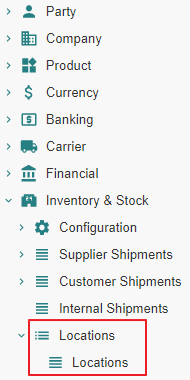 Party
Company
Product
Currency
Banking
Carrier
Financial
Inventory & Stock
Configuration
Supplier Shipments
Customer Shipments
Internal Shipments
Locations
Locations